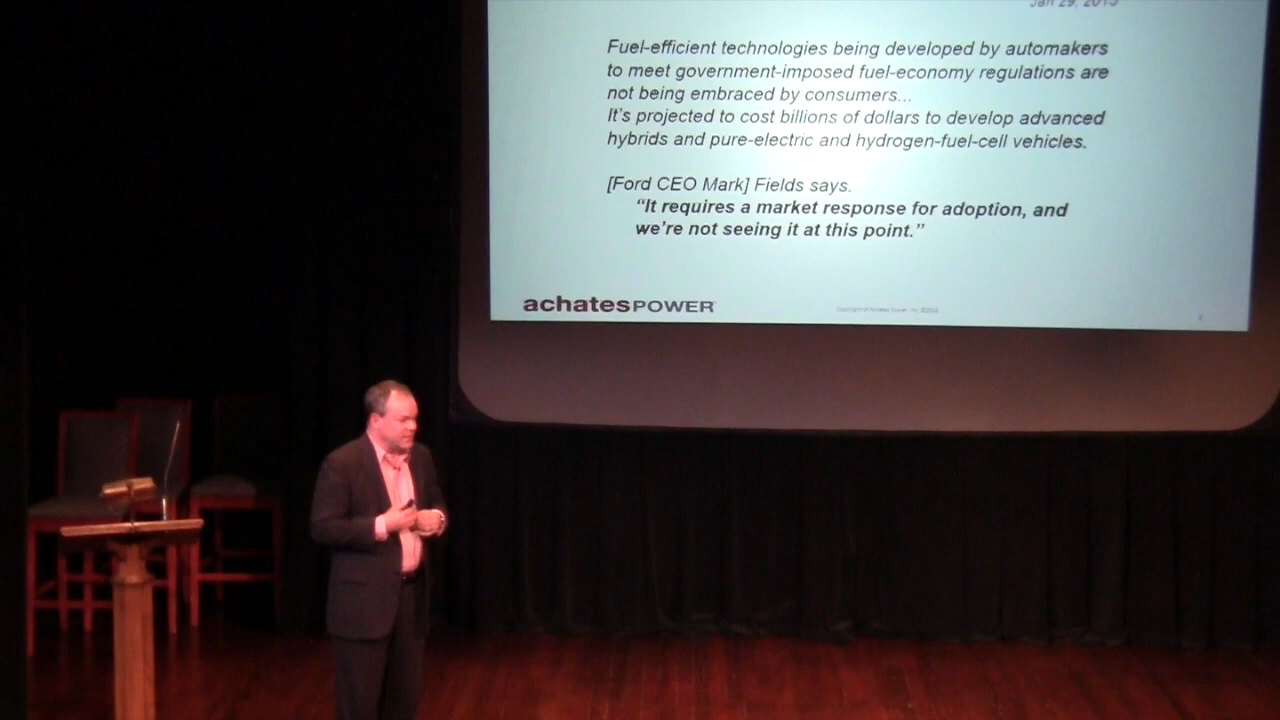 Jan 29, 2015
Fuel-efficient technologies being developed by automakers
to meet government-imposed fuel-economy regulations are
not being embraced by consumers...
It's projected to cost billions of dollars to develop advanced
hybrids and pure-electric and hydrogen-fuel-cell vehicles.
[Ford CEO Mark] Fields says.
“It requires a market response for adoption, and
we're not seeing it at this point.”
achatesPOWER